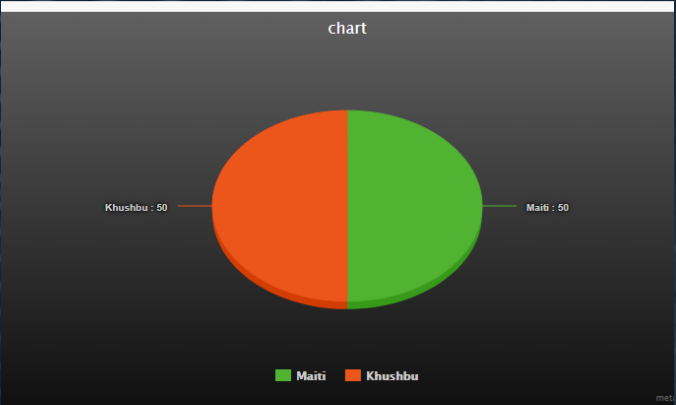 chart
Khushbu : 50
Maiti : 50
Maiti
Khushbu